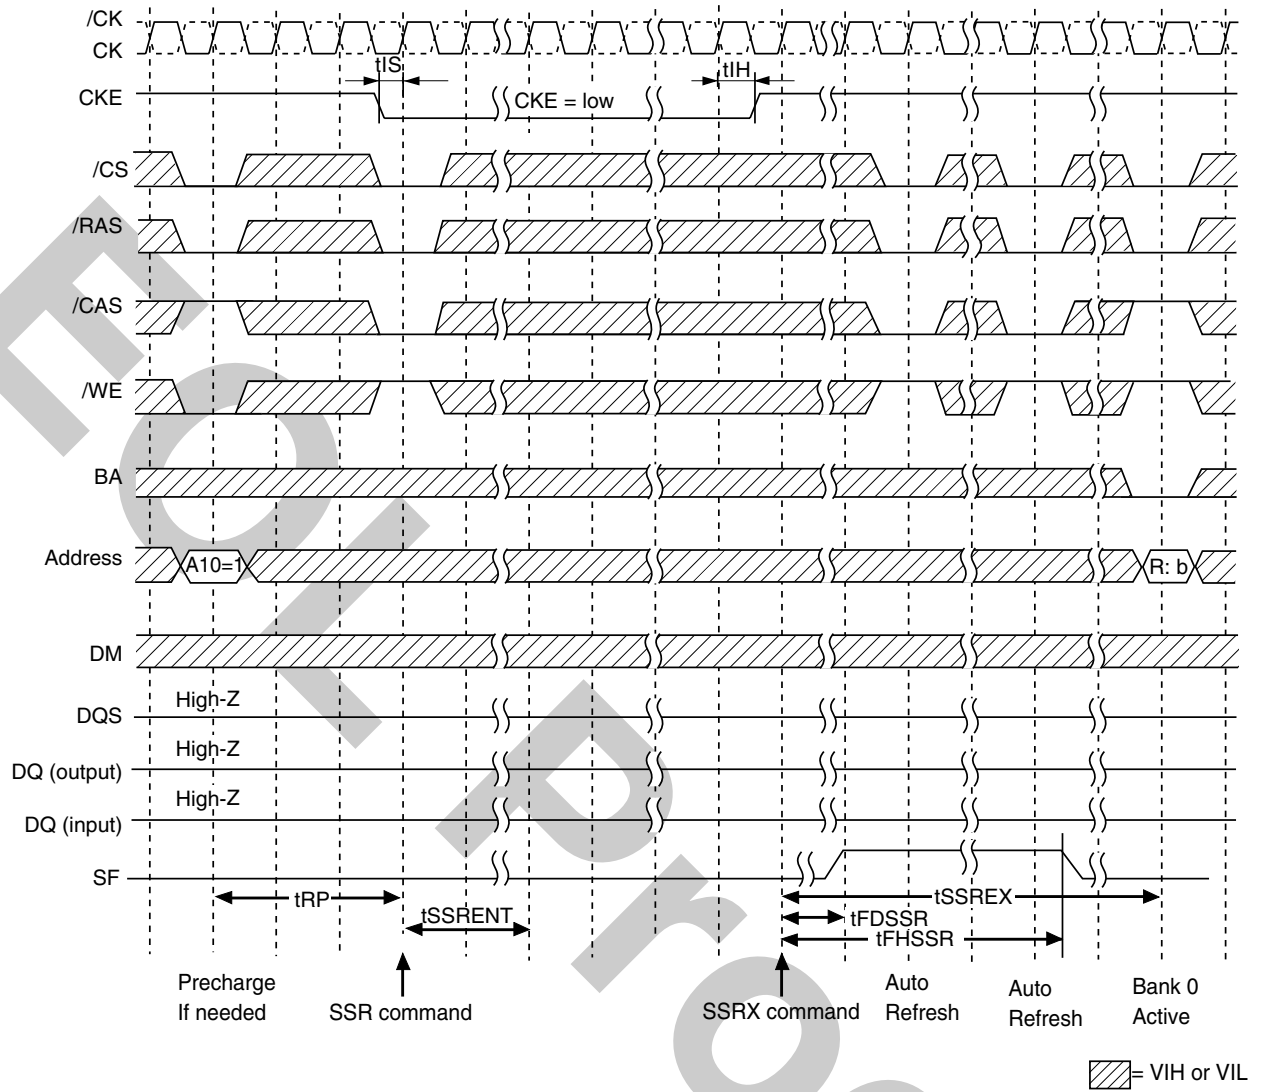 /CK
CK
tIS
tIH
CKE
CKE = low
/CS
/RAS
/CAS
/WE
BA
Address
A10=1
R: b
DM
High-Z
DQS
High-Z
DQ (output)
High-Z
DQ (input)
SF
tRP
tSSREX
tSSRENT
tFDSSR
tFHSSR
Precharge
If needed
SSR command
SSRX command
Auto
Refresh
Auto
Refresh
Bank 0
Active
= VIH or VIL
EOL Pro